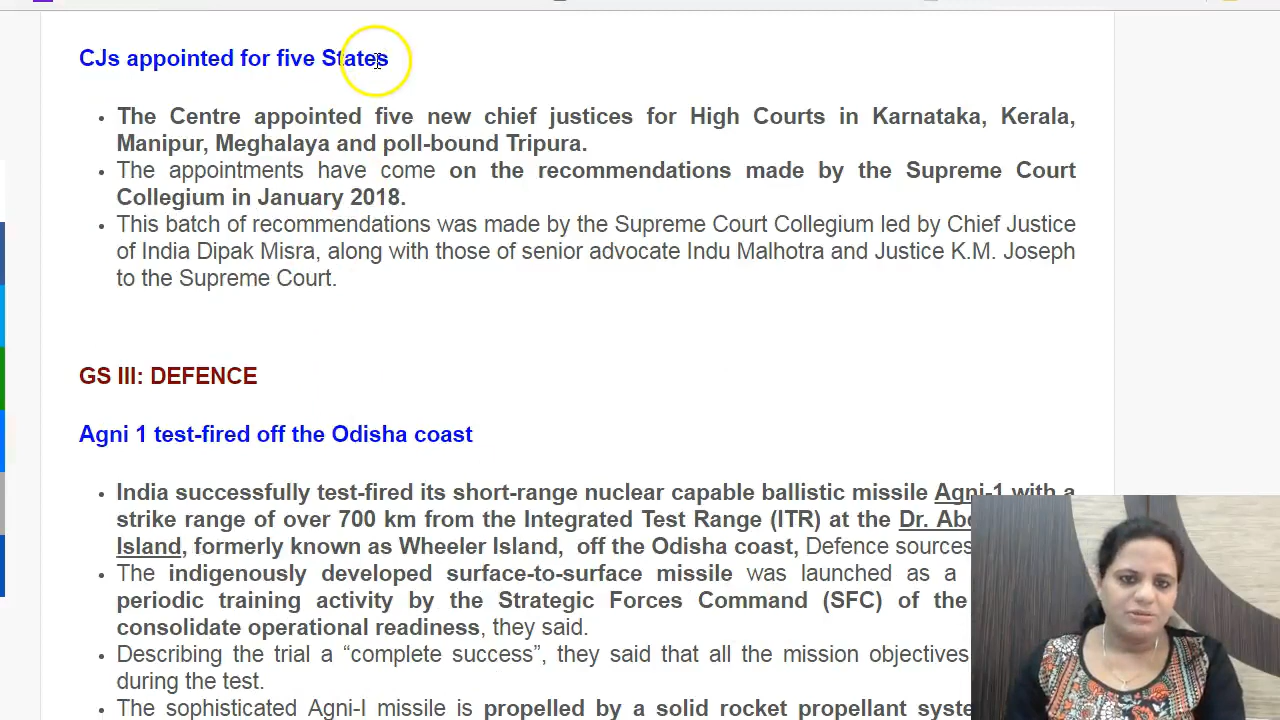 CJs appointed for five States
• The Centre appointed five new chief justices for High Courts in Karnataka, Kerala,
Manipur, Meghalaya and poll-bound Tripura.
• The appointments have come on the recommendations made by the Supreme Court
Collegium in January 2018.
• This batch of recommendations was made by the Supreme Court Collegium led by Chief Justice
of India Dipak Misra, along with those of senior advocate Indu Malhotra and Justice K.M. Joseph
to the Supreme Court.
GS III: DEFENCE
Agni 1 test-fired off the Odisha coast
• India successfully test-fired its short-range nuclear capable ballistic missile Agni-1 with a
strike range of over 700 km from the Integrated Test Range (ITR) at the Dr.
Island, formerly known as Wheeler Island, off the Odisha coast, Defence sources
• The indigenously developed surface-to-surface missile was launched as a
periodic training activity by the Strategic Forces Command (SFC) of the
consolidate operational readiness, they said.
• Describing the trial a “complete success”, they said that all the mission objectives
during the test.
• The sophisticated Agni-I missile is propelled by a solid rocket propellant